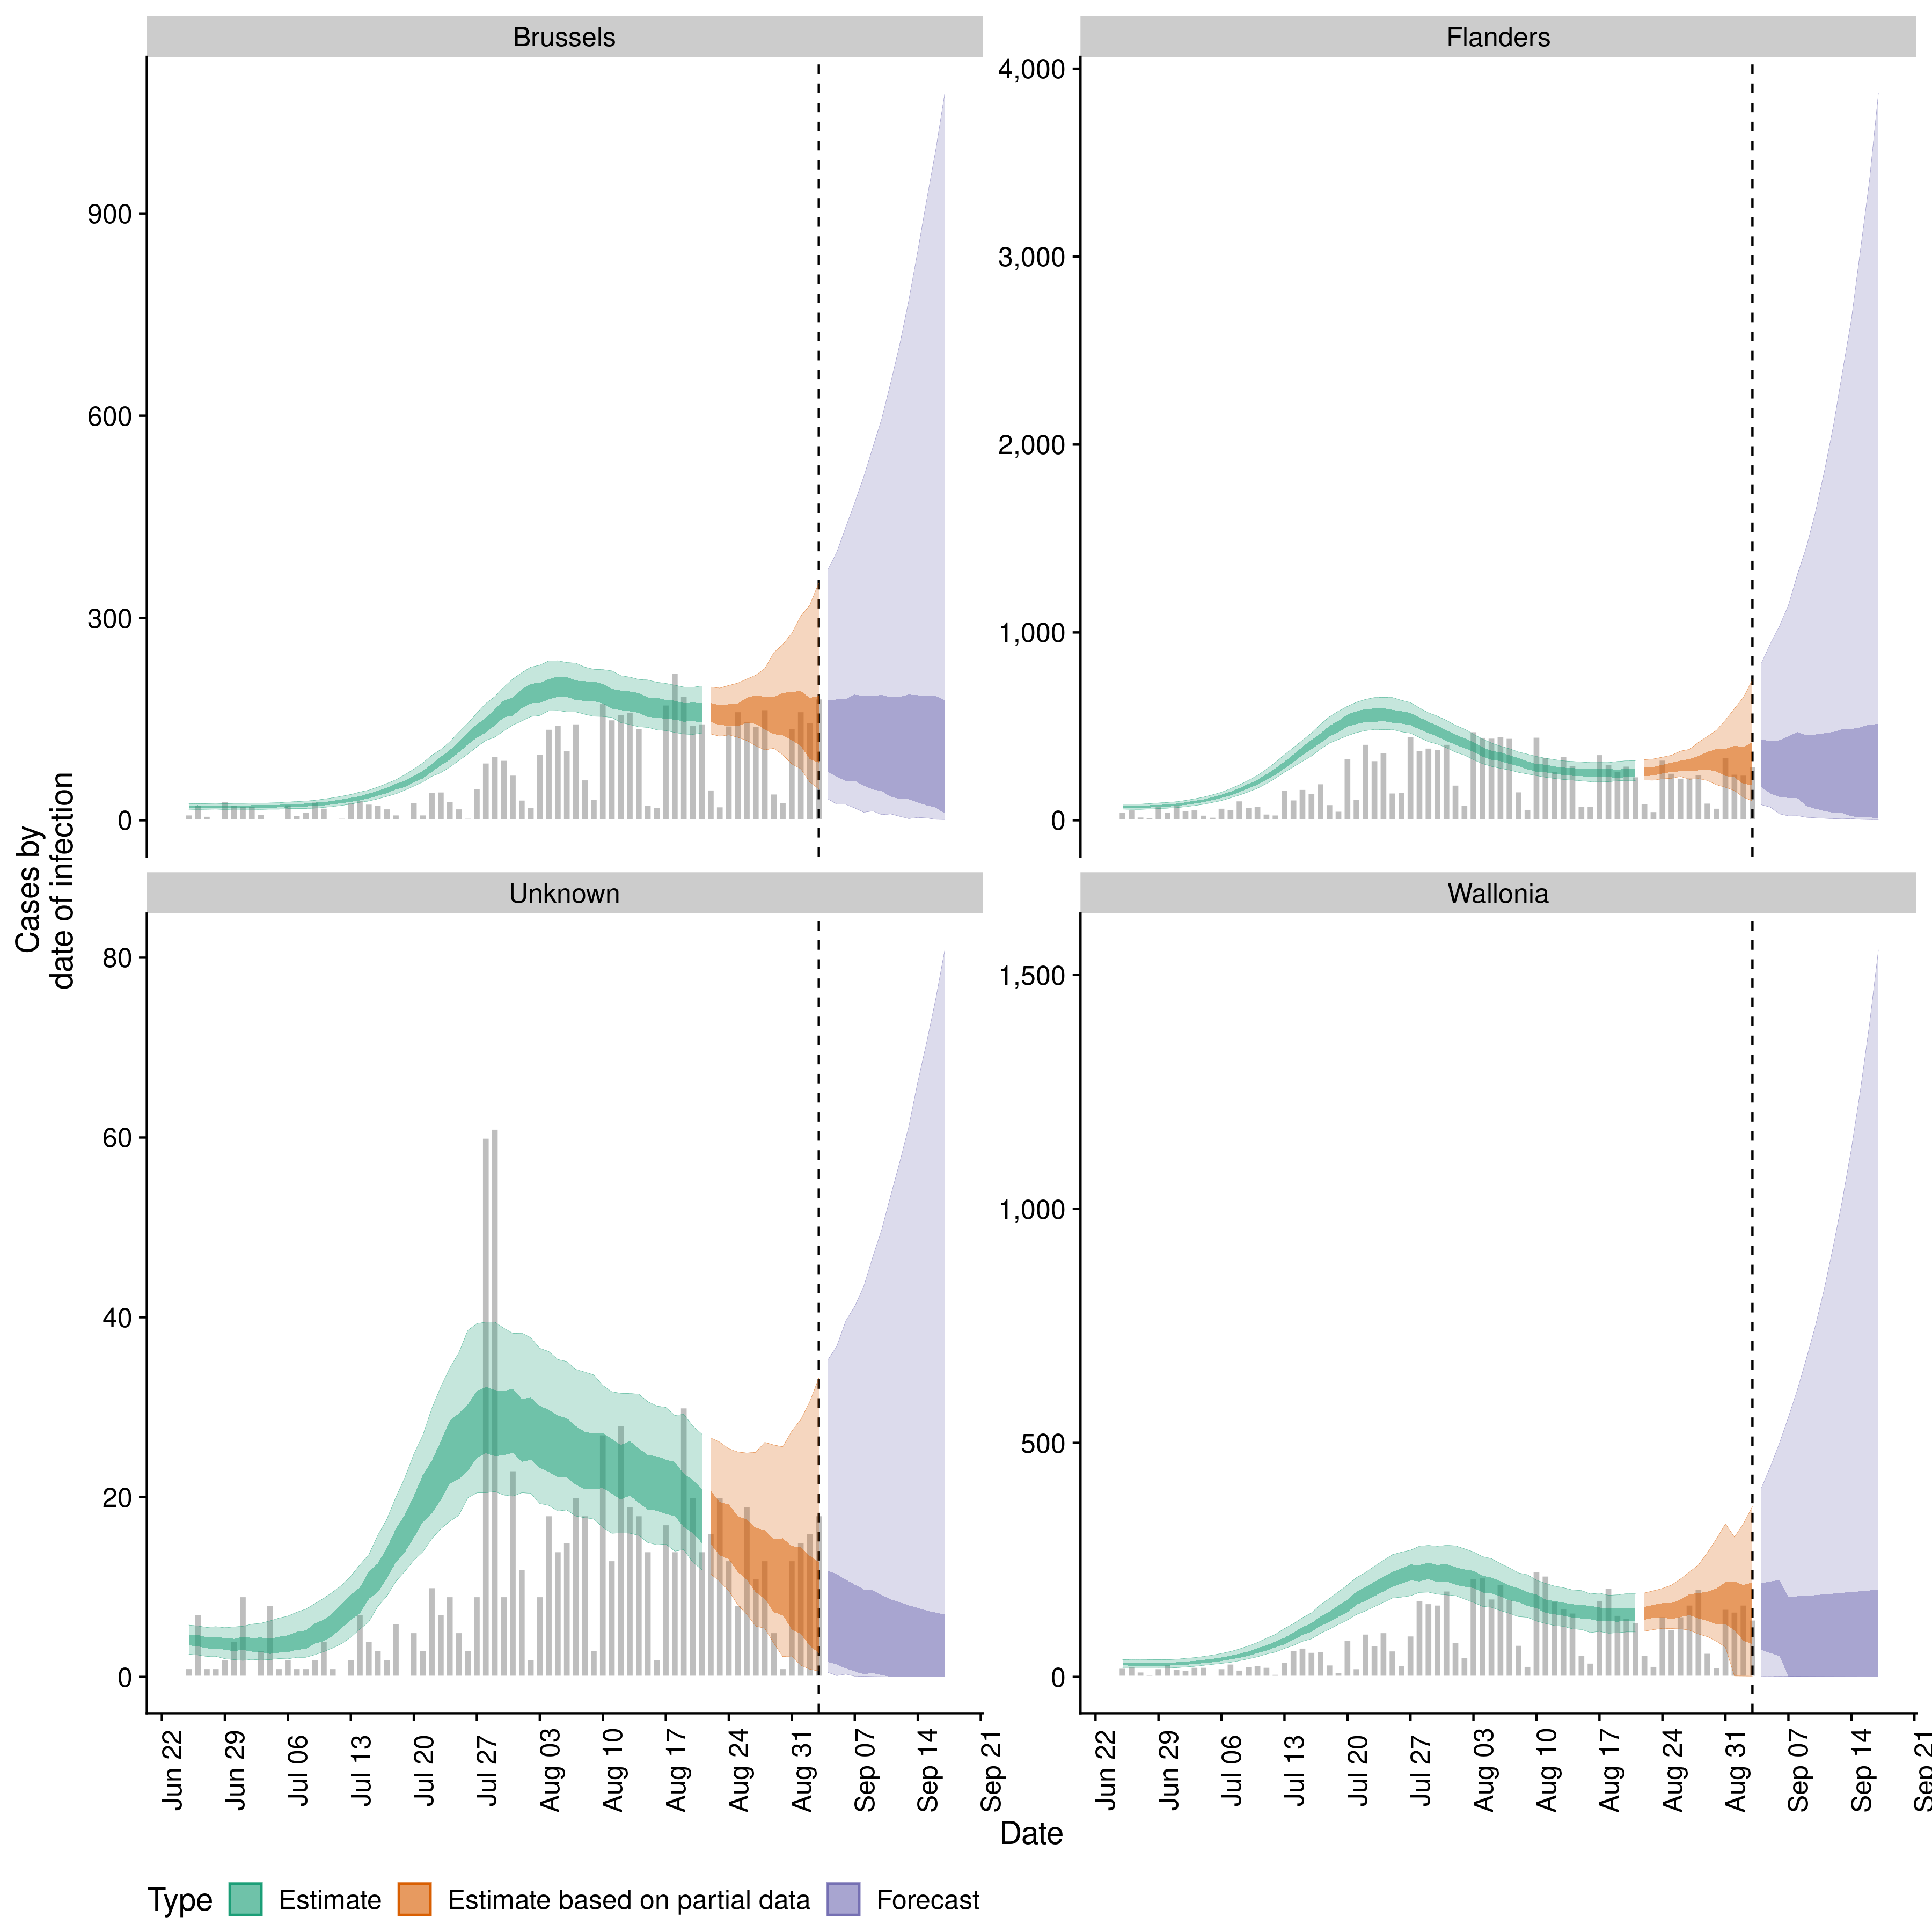 Brussels
Flanders
900
600
300
0
4,000
3,000
2,000
1,000
0
Cases by
date of infection
Unknown
Wallonia
80
60
40
20
0
1,500
1,000
500
0
Jun 22
Jun 29
Jul 06
Jul 13
Jul 20
Jul 27
Aug 03
Aug 10
Aug 17
Aug 24
Aug 31
Sep 07
Sep 14
Sep 21
Jun 22
Jun 29
Jul 06
Jul 13
Jul 20
Jul 27
Aug 03
Aug 10
Aug 17
Aug 24
Aug 31
Sep 07
Sep 14
Sep 21
Date
Type Estimate Estimate based on partial data Forecast